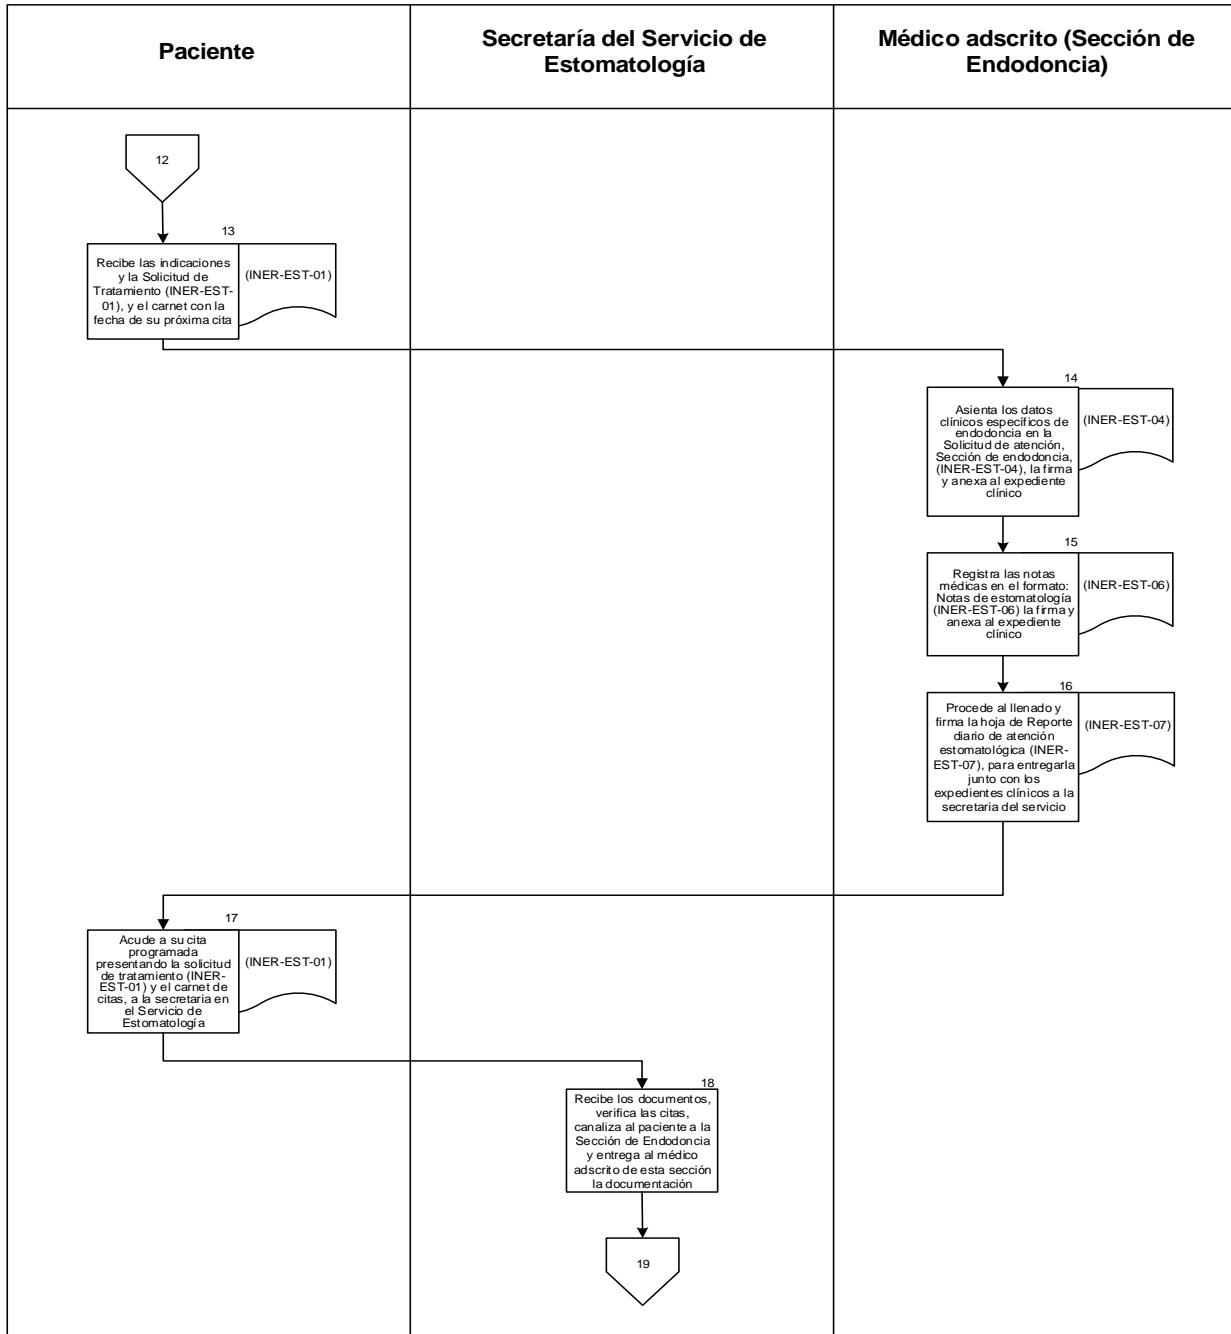 Paciente
Secretaría del Servicio de
Estomatología
Médico adscrito (Sección de
Endodoncia)
12
13
Recibe las indicaciones
y la Solicitud de
Tratamiento (INER-EST-
01), y el carnet con la
fecha de su próxima cita
(INER-EST-01)
14
Asienta los datos
clínicos específicos de
endodoncia en la
Solicitud de atención,
Sección de endodoncia,
(INER-EST-04), la firma
y anexa al expediente
clínico
(INER-EST-04)
15
Registra las notas
médicas en el formato:
Notas de estomatología
(INER-EST-06) la firma y
anexa al expediente
clínico
(INER-EST-06)
16
Procede al llenado y
firma la hoja de Reporte
diario de atención
estomatológica (INER-
EST-07), para entregarla
junto con los
expedientes clínicos a la
secretaria del servicio
(INER-EST-07)
17
Acude a su cita
programada
presentando la solicitud
de tratamiento (INER-
EST-01) y el carnet de
citas, a la secretaria en
el Servicio de
Estomatología
(INER-EST-01)
18
Recibe los documentos,
verifica las citas,
canaliza al paciente a la
Sección de Endodoncia
y entrega al médico
adscrito de esta sección
la documentación
19